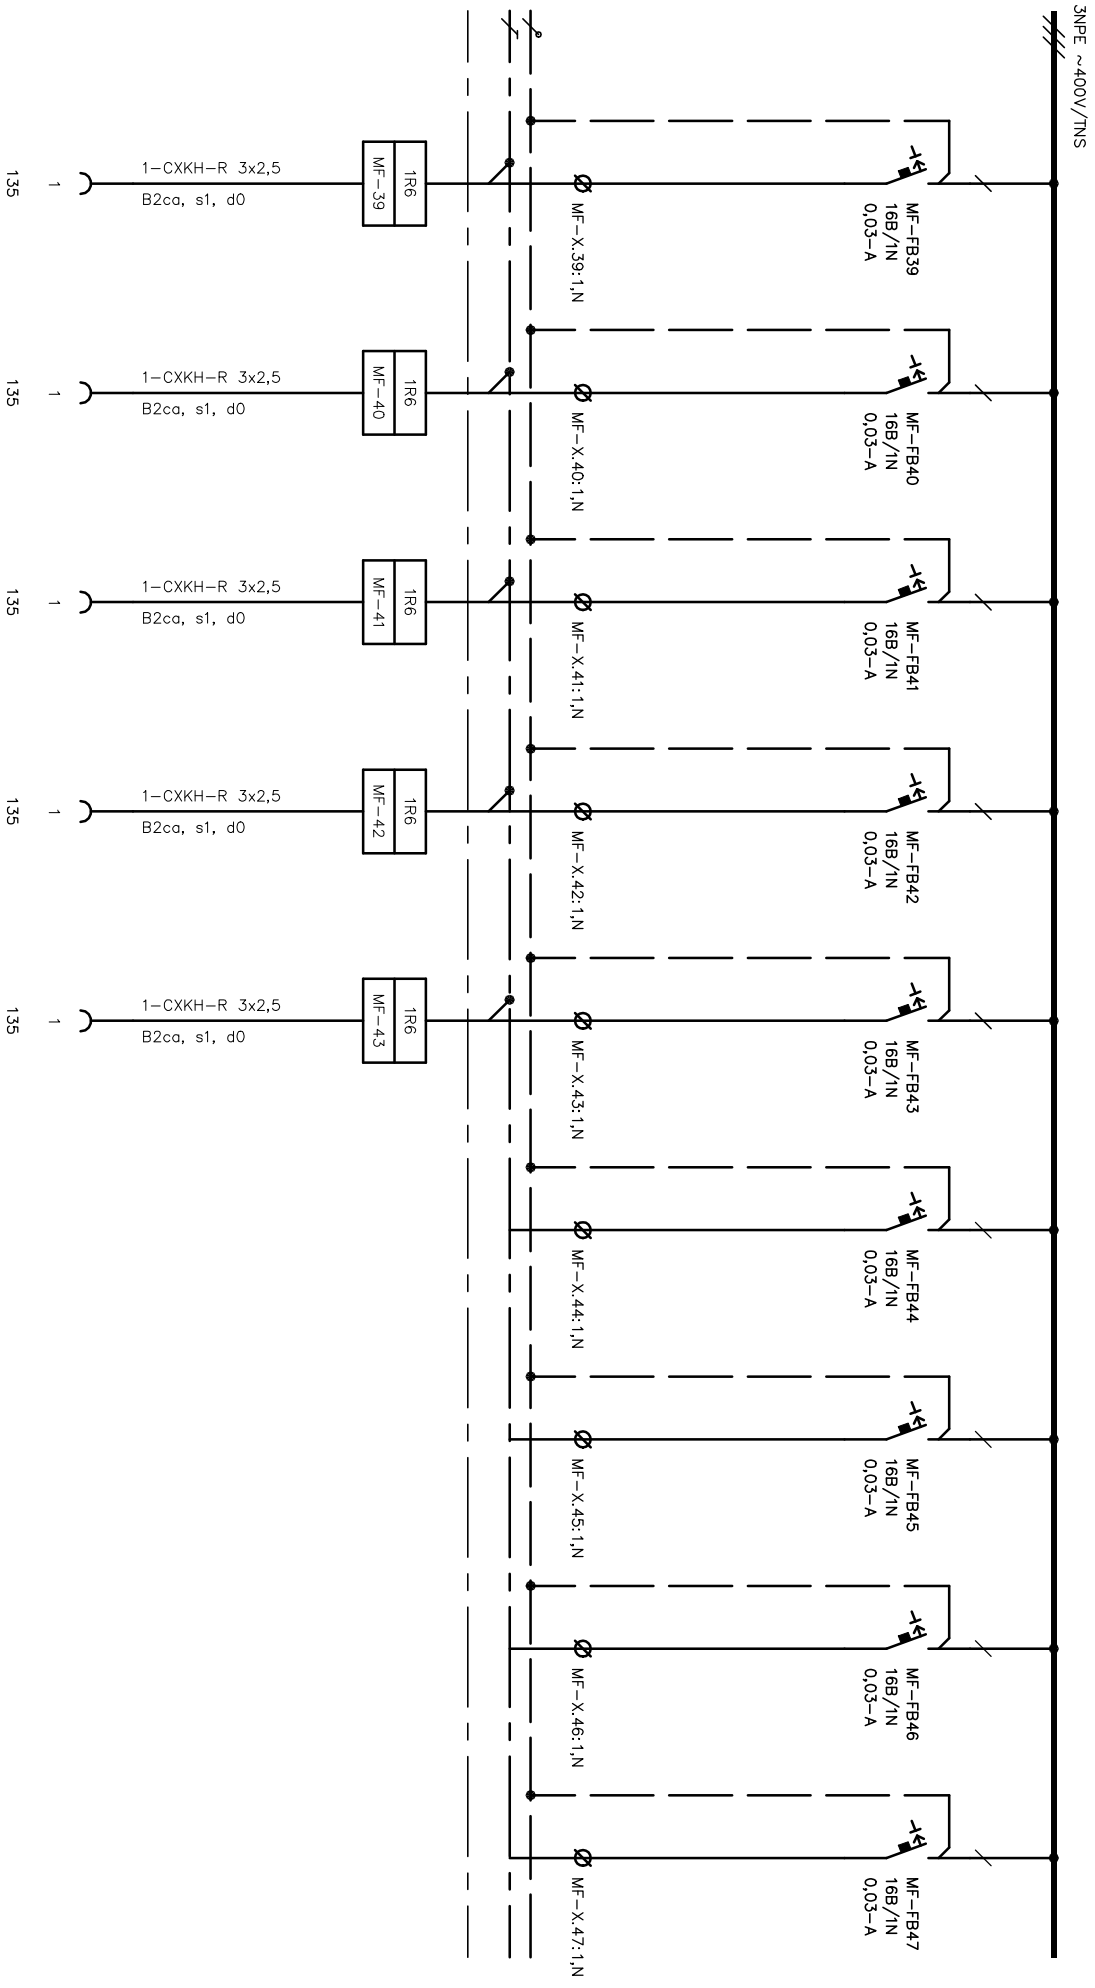 3NPE ~400V/TNS
MF-FB39
16B/1N
0,03-A
MF-X.39:1,N
1R6
MF-39
1-CXKH-R 3x2,5
B2ca, s1, d0
1
135
MF-FB40
16B/1N
0,03-A
MF-X.40:1,N
1R6
MF-40
1-CXKH-R 3x2,5
B2ca, s1, d0
1
135
MF-FB41
16B/1N
0,03-A
MF-X.41:1,N
1R6
MF-41
1-CXKH-R 3x2,5
B2ca, s1, d0
1
135
MF-FB42
16B/1N
0,03-A
MF-X.42:1,N
1R6
MF-42
1-CXKH-R 3x2,5
B2ca, s1, d0
1
135
MF-FB43
16B/1N
0,03-A
MF-X.43:1,N
1R6
MF-43
1-CXKH-R 3x2,5
B2ca, s1, d0
1
135
MF-FB44
16B/1N
0,03-A
MF-X.44:1,N
MF-FB45
16B/1N
0,03-A
MF-X.45:1,N
MF-FB46
16B/1N
0,03-A
MF-X.46:1,N
MF-FB47
16B/1N
0,03-A
MF-X.47:1,N